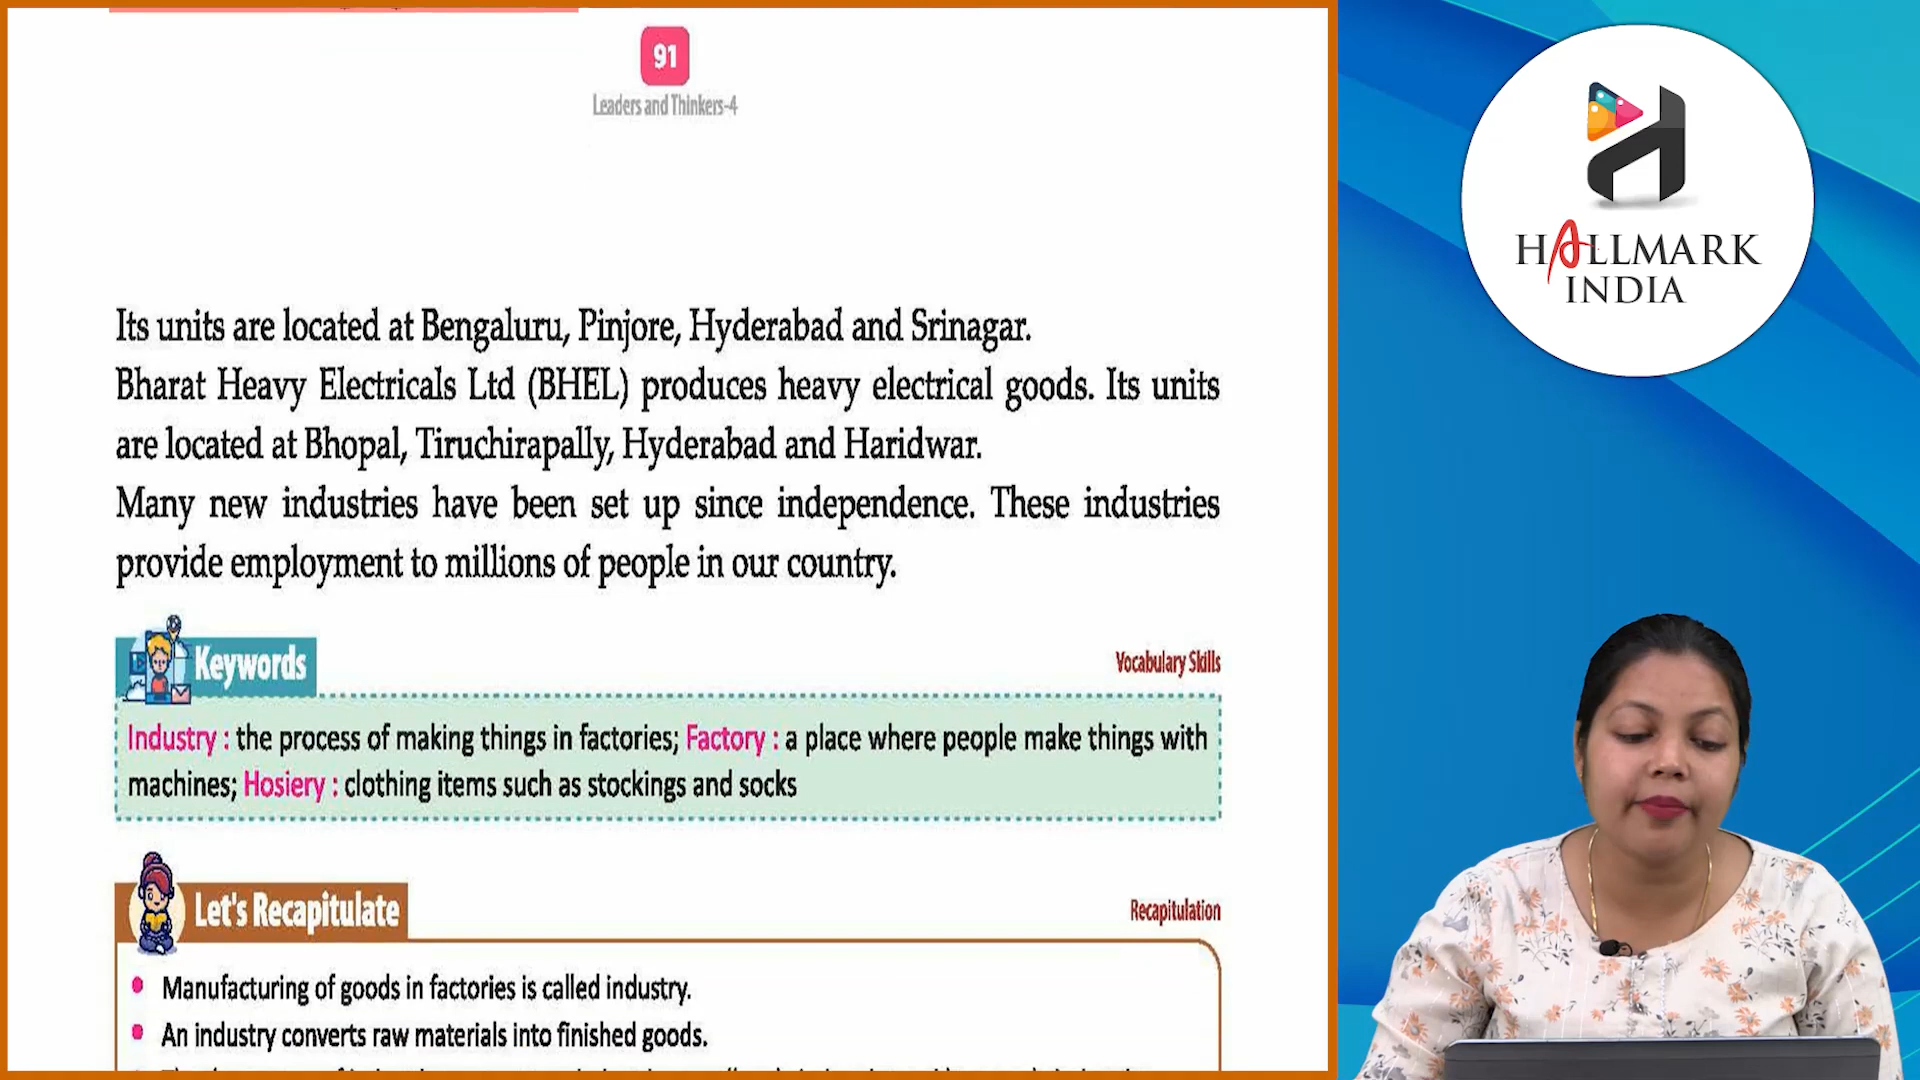 91
Leaders and Thinkers-4
Its units are located at Bengaluru, Pinjore, Hyderabad and Srinagar.
Bharat Heavy Electricals Ltd (BHEL) produces heavy electrical goods. Its units
are located at Bhopal, Tiruchirapally, Hyderabad and Haridwar.
Many new industries have been set up since independence. These industries
provide employment to millions of people in our country.
Keywords
Vocabulary Skills
Industry : the process of making things in factories; Factory : a place where people make things with
machines; Hosiery : clothing items such as stockings and socks
Let's Recapitulate
Recapitulation
Manufacturing of goods in factories is called industry.
An industry converts raw materials into finished goods.
HALLMARK
INDIA